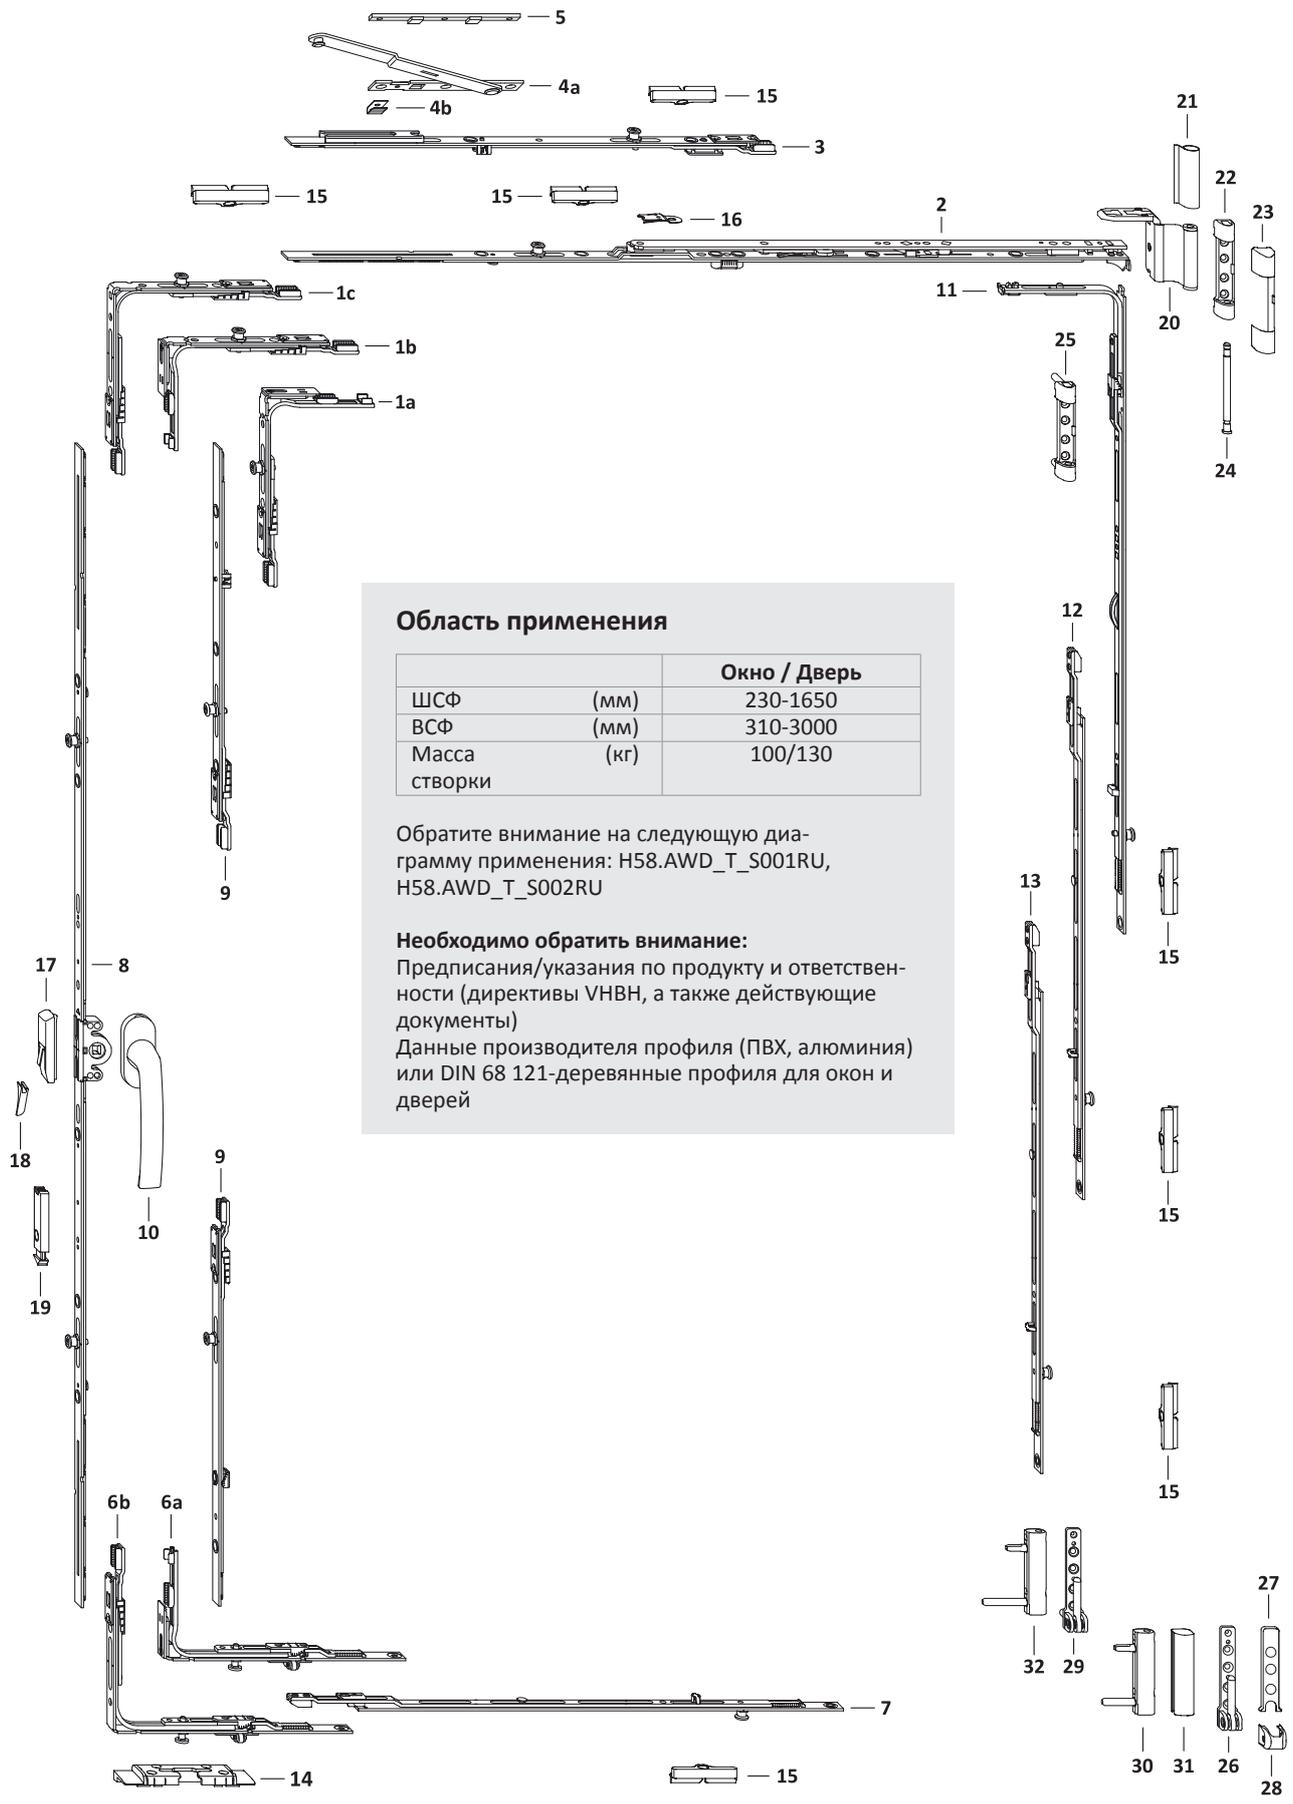 5
4a
15
4b
21
3
22
15
15
2
23
16
1c
11
20
1b
25
1a
24
Область применения
Окно / Дверь
ШСФ (мм) 230-1650
ВСФ (мм) 310-3000
Масса (кг) 100/130
створки
12
Обратите внимание на следующую диа-
грамму применения: H58.AWD_T_S001RU,
H58.AWD_T_S002RU
9
13
Необходимо обратить внимание:
Предписания/указания по продукту и ответствен-
ности (директивы VHBH, а также действующие
документы)
Данные производителя профиля (ПВХ, алюминия)
или DIN 68 121-деревянные профиля для окон и
дверей
17
8
15
18
9
10
15
19
15
6b
6a
27
32
29
7
30
31
26
28
14
15